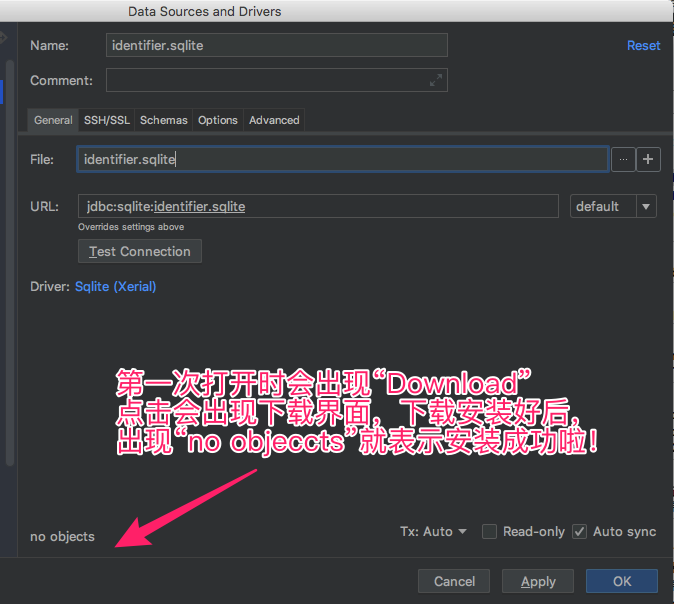 Data Sources and Drivers
Name:
identifier.sqlite
Reset
Comment:
General
SSH/SSL
Schemas
Options
Advanced
File:
identifier.sqlite
...
+
URL:
jdbc:sqlite:identifier.sqlite
default
Overrides settings above
Test Connection
Driver: Sqlite (Xerial)
第一次打开时会出现“Download”
点击会出现下载界面，下载安装好后，
出现“no objeccts”就表示安装成功啦！
no objects
Tx: Auto
Read-only
Auto sync
Cancel
Apply
OK